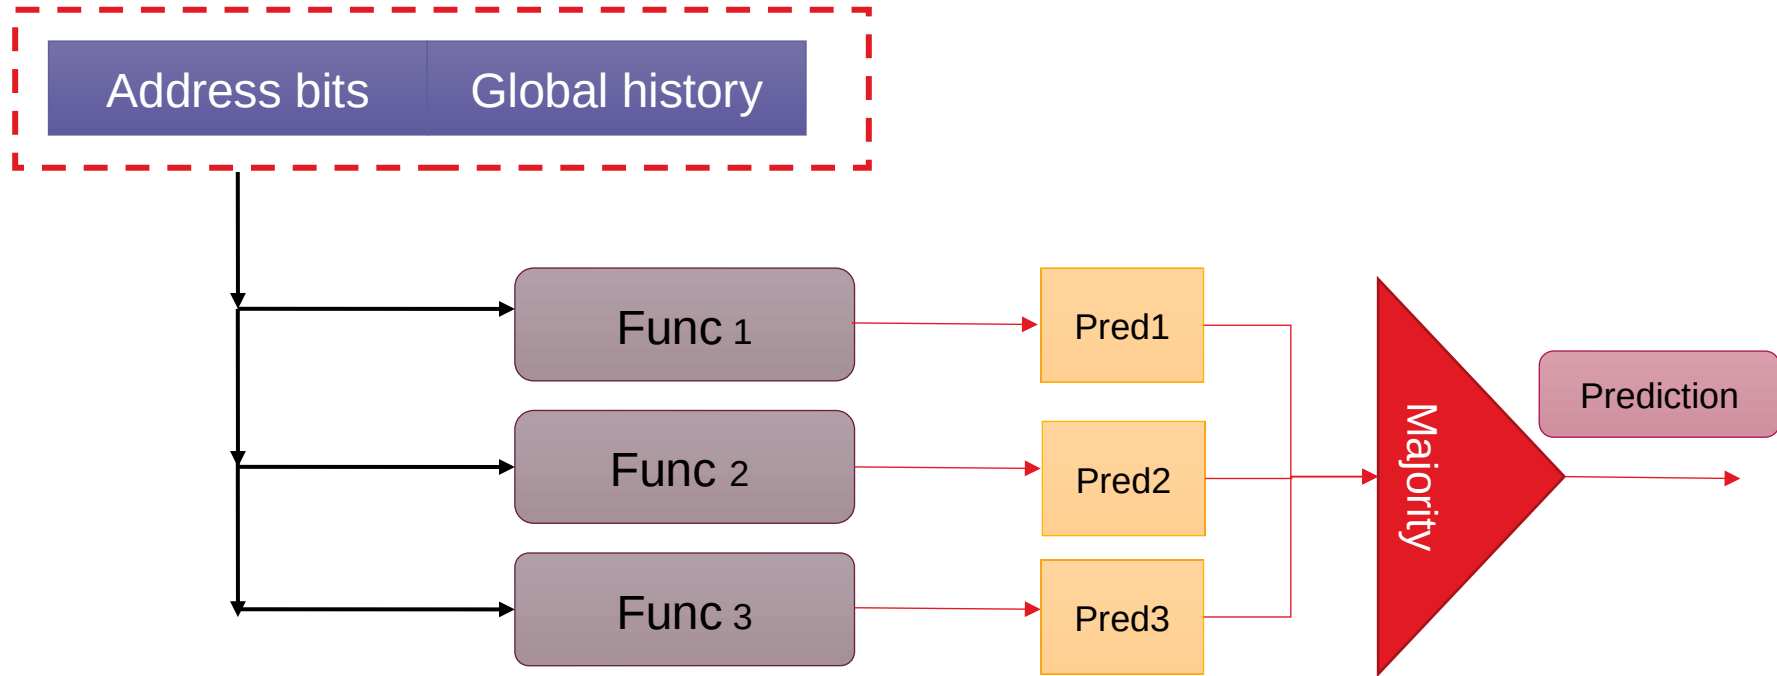 Address bits
Global history
Func 1
Pred1
Func 2
Pred2
Func 3
Pred3
Majority
Prediction